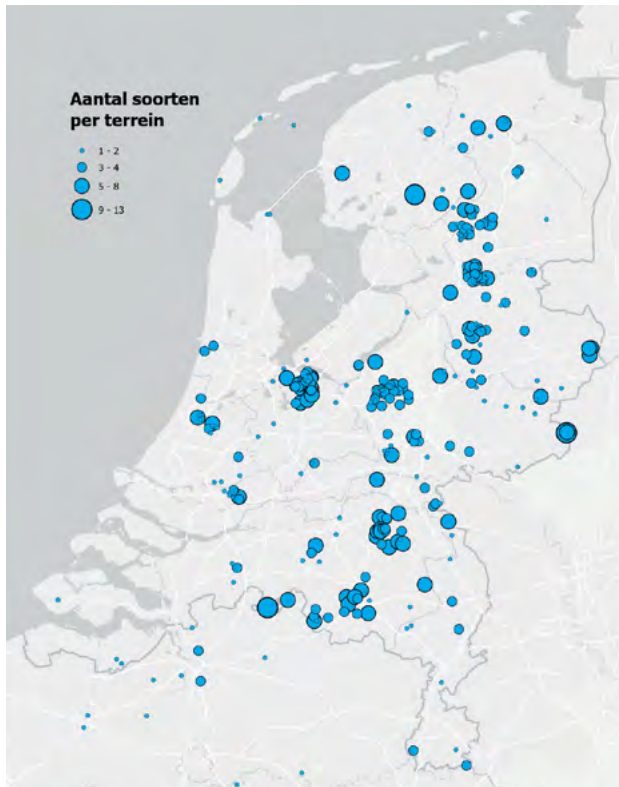 Aantal soorten
per terrein
1 - 2
3 - 4
5 - 8
9 - 13